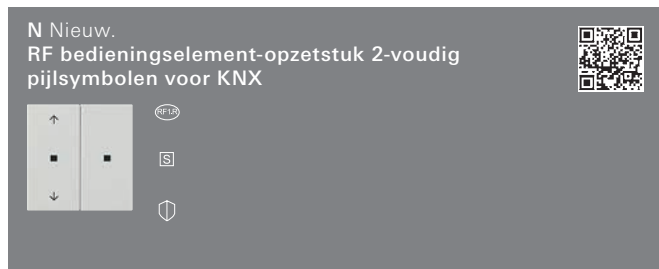 N Nieuw.
RF bedieningselement-opzetstuk 2-voudig
pijlsymbolen voor KNX
RF1.R
S